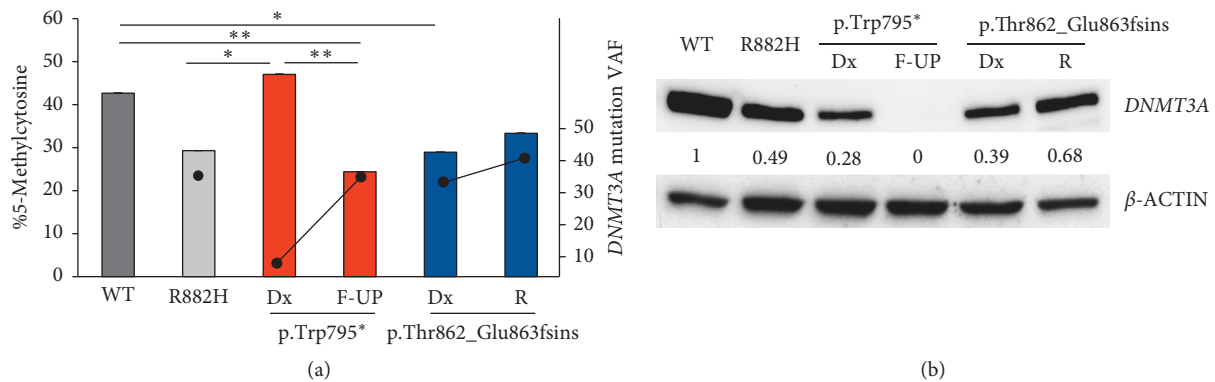 60
50
40
30
20
10
0
%5-Methylcytosine
*
**
*
**
50
40
30
20
10
DNMT3A mutation VAF
WT R882H Dx F-UP Dx R
p.Trp795* p.Thr862_Glu863fsins
(a)
WT R882H p.Trp795* p.Thr862_Glu863fsins
Dx F-UP Dx R
DNMT3A
1 0.49 0.28 0 0.39 0.68
β-ACTIN
(b)